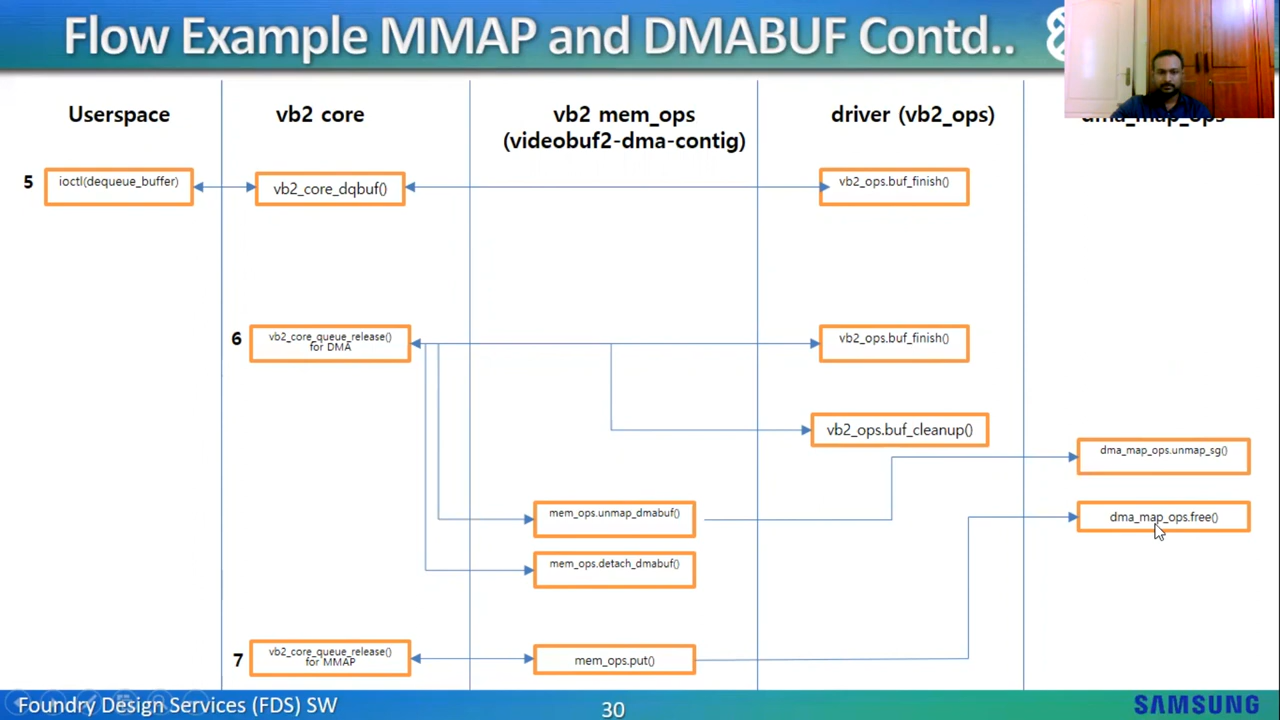 Flow Example MMAP and DMABUF Contd..
Userspace
vb2 core
vb2 mem_ops
(videobuf2-dma-contig)
driver (vb2_ops)
dma_map_ops
5
ioctl(dequeue_buffer)
vb2_core_dqbuf()
vb2_ops.buf_finish()
6
vb2_core_queue_release()
for DMA
vb2_ops.buf_finish()
vb2_ops.buf_cleanup()
dma_map_ops.unmap_sg()
mem_ops.unmap_dmabuf()
dma_map_ops.free()
mem_ops.detach_dmabuf()
7
vb2_core_queue_release()
for MMAP
mem_ops.put()
Foundry Design Services (FDS) SW
30
SAMSUNG